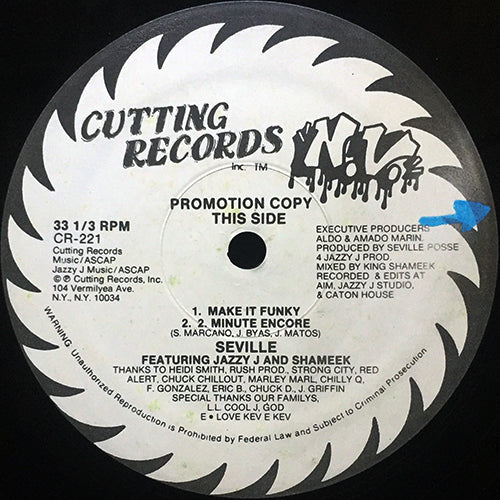 CUTTING
RECORDS
Inc. TM
N.V.
PROMOTION COPY
THIS SIDE
33 1/3 RPM
CR-221
Cutting Records
Music/ASCAP
Jazzy J Music/ASCAP
© ℗ Cutting Records, Inc.
104 Vermilyea Ave.
N.Y., N.Y. 10034
EXECUTIVE PRODUCERS
ALDO & AMADO MARIN.
PRODUCED BY SEVILLE POSSE
4 JAZZY J PROD.
MIXED BY KING SHAMEEK
RECORDED & EDITS AT
AIM, JAZZY J STUDIO,
& CATON HOUSE
1. MAKE IT FUNKY
2. 2. MINUTE ENCORE
(S. MARCANO, J, BYAS, J. MATOS)
SEVILLE
FEATURING JAZZY J AND SHAMEEK
THANKS TO HEIDI SMITH, RUSH PROD., STRONG CITY, RED
ALERT, CHUCK CHILLOUT, MARLEY MARL, CHILLY Q,
F. GONZALEZ, ERIC B., CHUCK D., J. GRIFFIN
SPECIAL THANKS OUR FAMILYS,
L.L. COOL J, GOD
E • LOVE KEV E KEV
WARNING: Unauthorized Reproduction is Prohibited by Federal Law and Subject to Criminal Prosecution